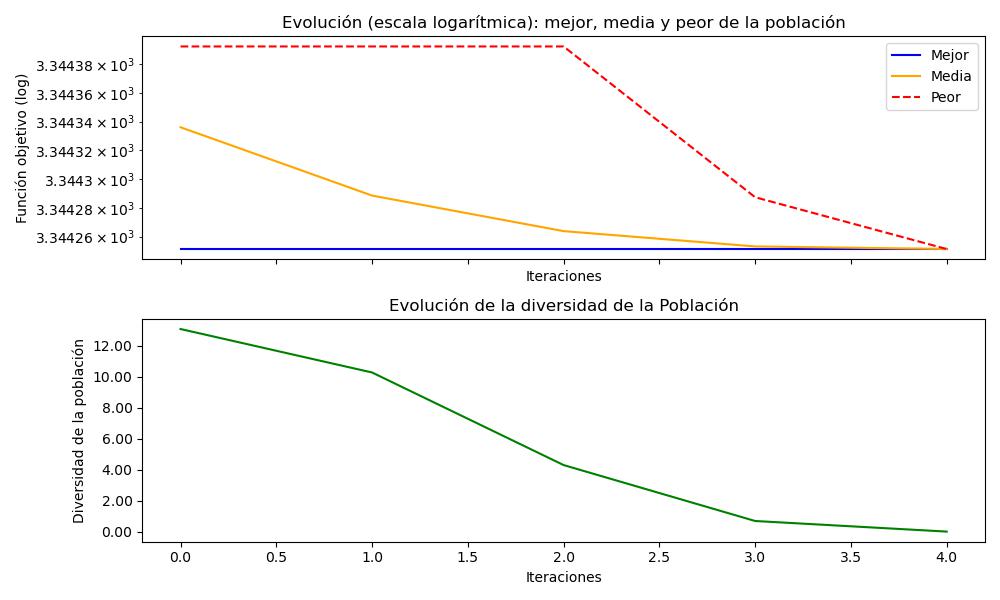 Evolución (escala logarítmica): mejor, media y peor de la población
Función objetivo (log)
3.34438 × 10³
3.34436 × 10³
3.34434 × 10³
3.34432 × 10³
3.3443 × 10³
3.34428 × 10³
3.34426 × 10³
Mejor
Media
Peor
Iteraciones
Evolución de la diversidad de la Población
Diversidad de la población
12.00
10.00
8.00
6.00
4.00
2.00
0.00
0.0 0.5 1.0 1.5 2.0 2.5 3.0 3.5 4.0
Iteraciones